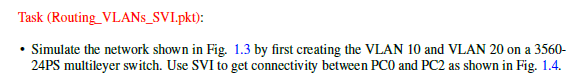 Task (Routing_VLANs_SVI.pkt):
• Simulate the network shown in Fig. 1.3 by first creating the VLAN 10 and VLAN 20 on a 3560-
24PS multileyer switch. Use SVI to get connectivity between PC0 and PC2 as shown in Fig. 1.4.